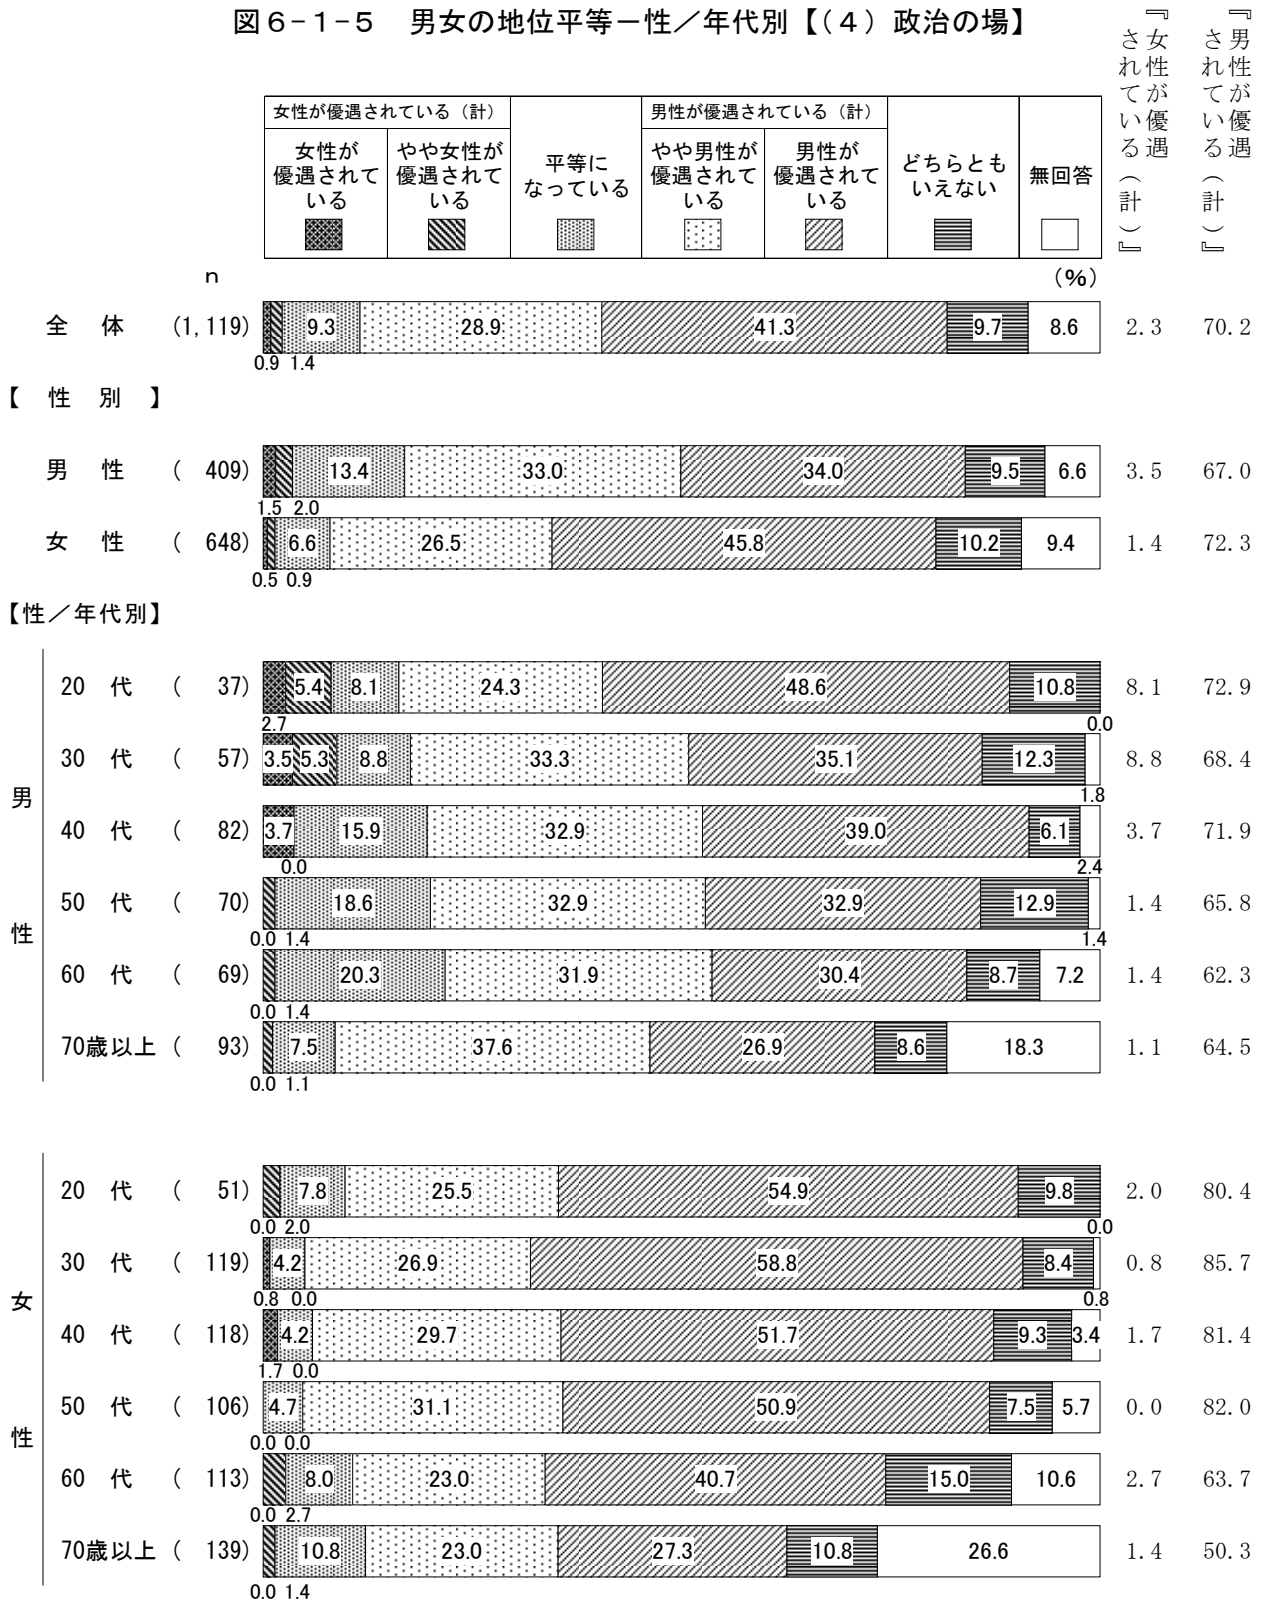 図６−１−５　男女の地位平等－性／年代別【（４）政治の場】
『女性が優遇されている（計）』
『男性が優遇されている（計）』
女性が優遇されている（計）　男性が優遇されている（計）
女性が優遇されている　やや女性が優遇されている　平等になっている　やや男性が優遇されている　男性が優遇されている　どちらともいえない　無回答
ｎ　（％）
全　体　(1,119)　9.3　28.9　41.3　9.7　8.6　2.3　70.2
0.9　1.4
【　性　別　】
男　性　(　409)　13.4　33.0　34.0　9.5　6.6　3.5　67.0
1.5　2.0
女　性　(　648)　6.6　26.5　45.8　10.2　9.4　1.4　72.3
0.5　0.9
【性／年代別】
男　性
20　代　(　37)　5.4　8.1　24.3　48.6　10.8　8.1　72.9
2.7　0.0
30　代　(　57)　3.5　5.3　8.8　33.3　35.1　12.3　8.8　68.4
1.8
40　代　(　82)　3.7　15.9　32.9　39.0　6.1　3.7　71.9
0.0　2.4
50　代　(　70)　18.6　32.9　32.9　12.9　1.4　65.8
0.0　1.4　1.4
60　代　(　69)　20.3　31.9　30.4　8.7　7.2　1.4　62.3
0.0　1.4
70歳以上　(　93)　7.5　37.6　26.9　8.6　18.3　1.1　64.5
0.0　1.1
女　性
20　代　(　51)　7.8　25.5　54.9　9.8　2.0　80.4
0.0　2.0　0.0
30　代　(　119)　4.2　26.9　58.8　8.4　0.8　85.7
0.8　0.0　0.8
40　代　(　118)　4.2　29.7　51.7　9.3　3.4　1.7　81.4
1.7　0.0
50　代　(　106)　4.7　31.1　50.9　7.5　5.7　0.0　82.0
0.0　0.0
60　代　(　113)　8.0　23.0　40.7　15.0　10.6　2.7　63.7
0.0　2.7
70歳以上　(　139)　10.8　23.0　27.3　10.8　26.6　1.4　50.3
0.0　1.4